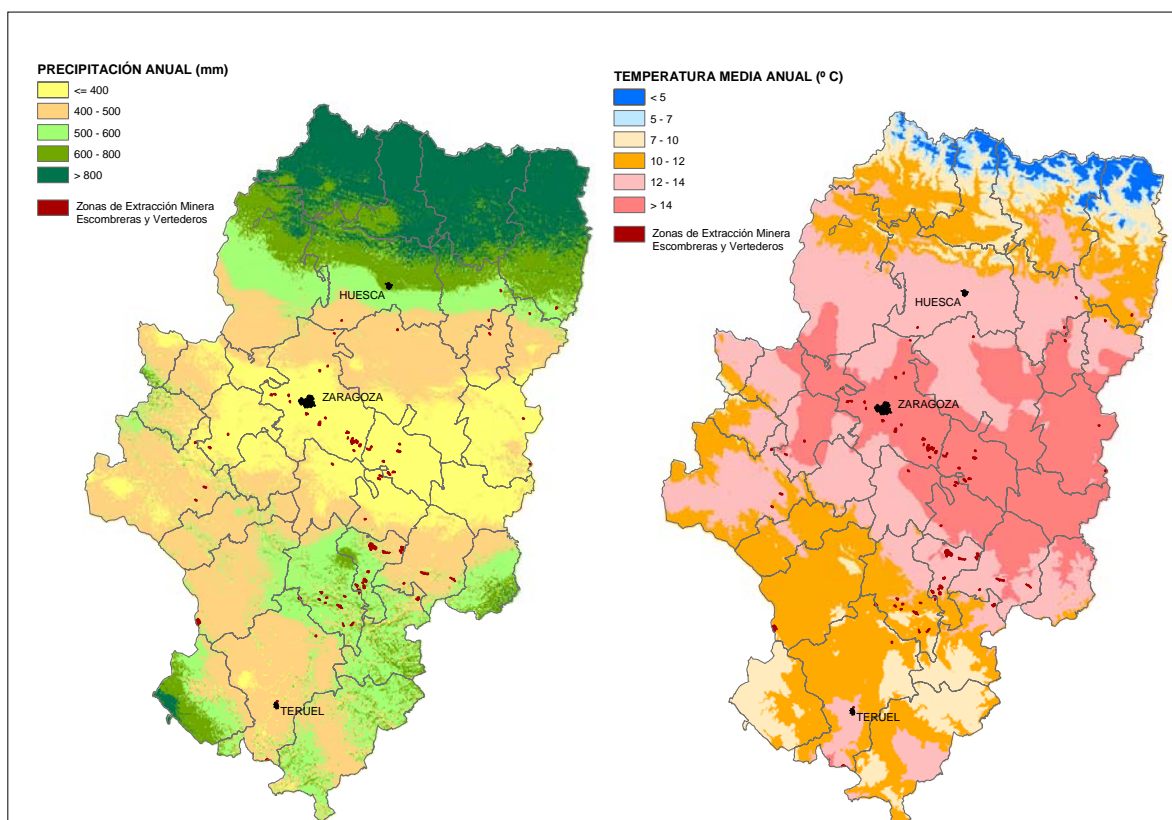 PRECIPITACIÓN ANUAL (mm)
<= 400
400 - 500
500 - 600
600 - 800
> 800
Zonas de Extracción Minera
Escombreras y Vertederos
HUESCA
ZARAGOZA
TERUEL
TEMPERATURA MEDIA ANUAL (º C)
< 5
5 - 7
7 - 10
10 - 12
12 - 14
> 14
Zonas de Extracción Minera
Escombreras y Vertederos
HUESCA
ZARAGOZA
TERUEL